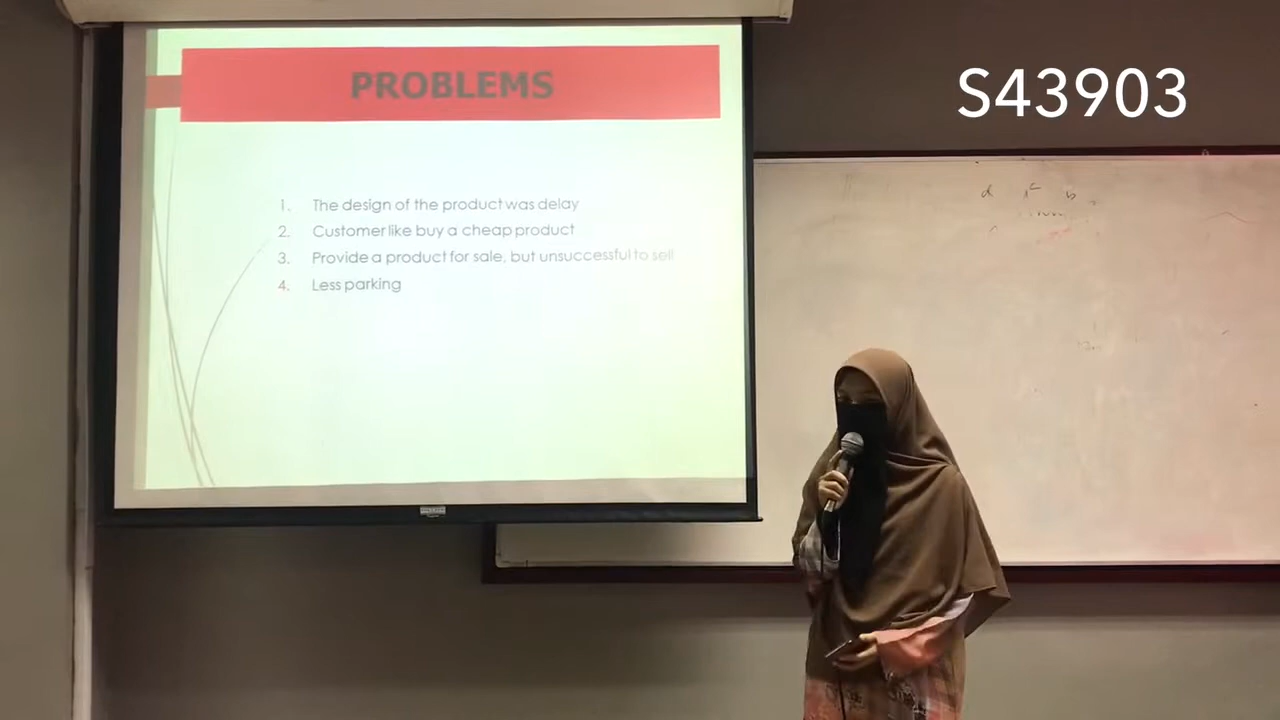 PROBLEMS
S43903
1. The design of the product was delay
2. Customer like buy a cheap product
3. Provide a product for sale, but unsuccessful to sell
4. Less parking